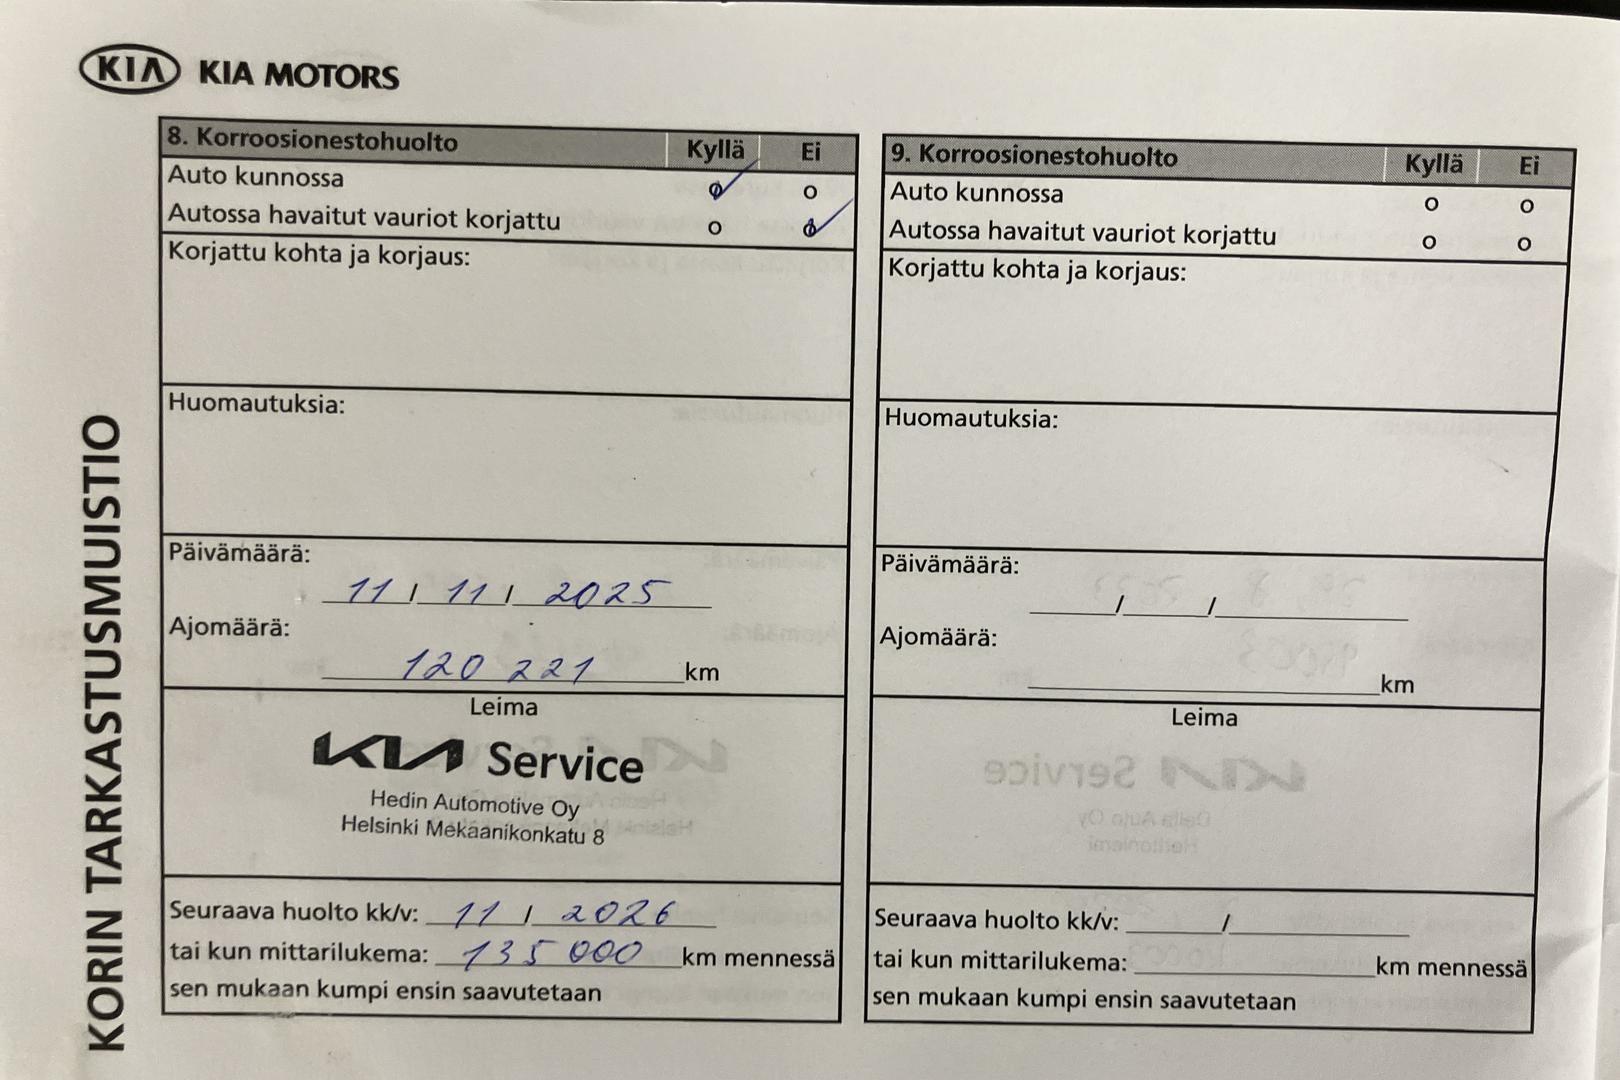 KIA KIA MOTORS
KORIN TARKASTUSMUISTIO
8. Korroosionestohuolto Kyllä Ei
Auto kunnossa o o
Autossa havaitut vauriot korjattu o o
Korjattu kohta ja korjaus:
Huomautuksia:
Päivämäärä:
11 / 11 / 2025
Ajomäärä:
120 221 km
Leima
KIA Service
Hedin Automotive Oy
Helsinki Mekaanikonkatu 8
Seuraava huolto kk/v: 11 / 2026
tai kun mittarilukema: 135 000 km mennessä
sen mukaan kumpi ensin saavutetaan
9. Korroosionestohuolto Kyllä Ei
Auto kunnossa o o
Autossa havaitut vauriot korjattu o o
Korjattu kohta ja korjaus:
Huomautuksia:
Päivämäärä:
/ /
Ajomäärä:
km
Leima
Seuraava huolto kk/v: /
tai kun mittarilukema: km mennessä
sen mukaan kumpi ensin saavutetaan